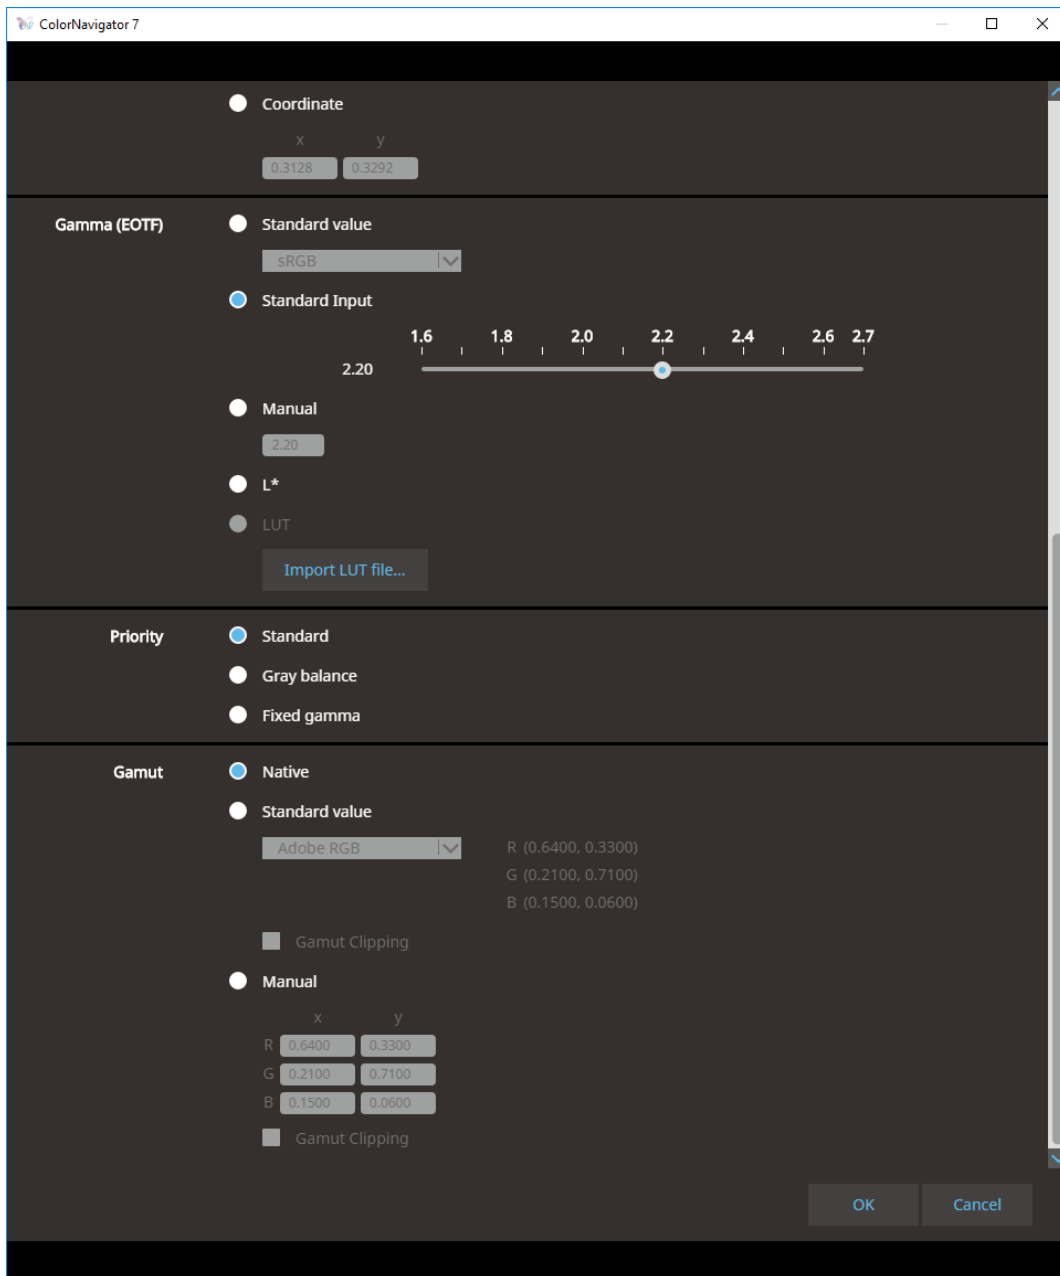 ColorNavigator 7
Coordinate
x y
0.3128 0.3292
Gamma (EOTF) Standard value
sRGB
Standard Input
1.6 1.8 2.0 2.2 2.4 2.6 2.7
2.20
Manual
2.20
L*
LUT
Import LUT file...
Priority Standard
Gray balance
Fixed gamma
Gamut Native
Standard value
Adobe RGB R (0.6400, 0.3300)
G (0.2100, 0.7100)
B (0.1500, 0.0600)
Gamut Clipping
Manual
x y
R 0.6400 0.3300
G 0.2100 0.7100
B 0.1500 0.0600
Gamut Clipping
OK Cancel